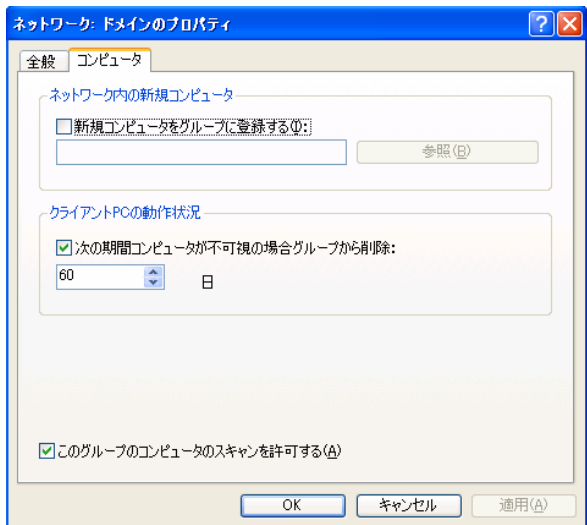 ネットワーク: ドメインのプロパティ
全般
コンピュータ
ネットワーク内の新規コンピュータ
新規コンピュータをグループに登録する(I):
参照(B)
クライアントPCの動作状況
次の期間コンピュータが不可視の場合グループから削除:
60
日
このグループのコンピュータのスキャンを許可する(A)
OK
キャンセル
適用(A)